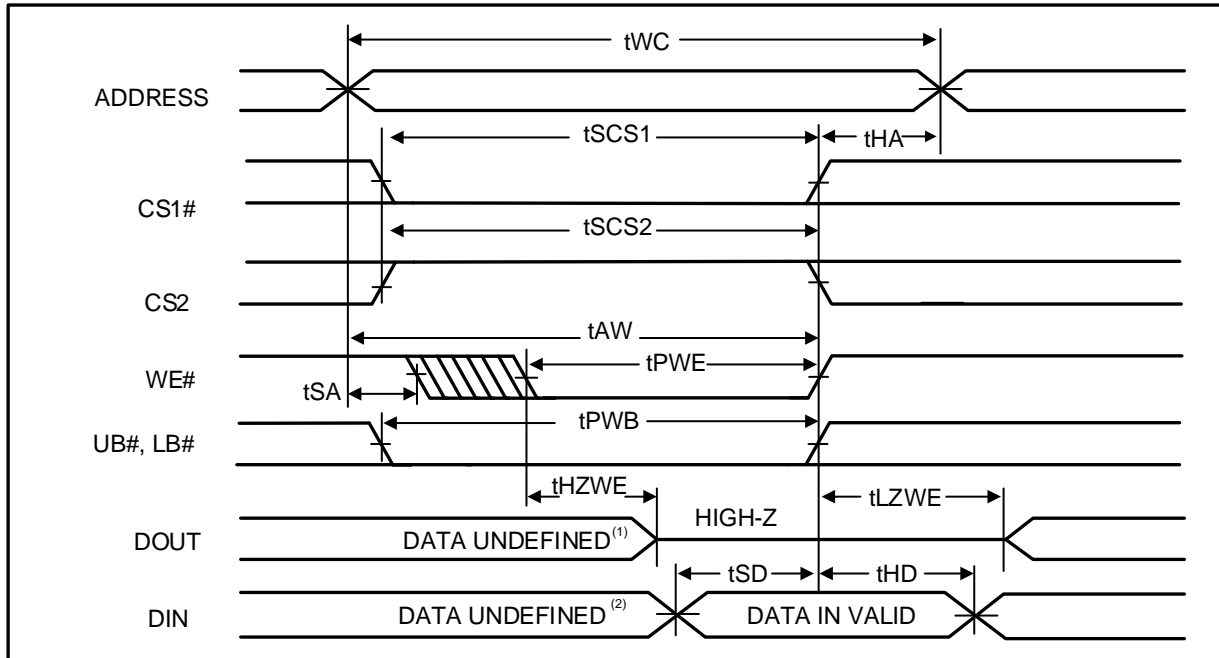 tWC
ADDRESS
tSCS1
tHA
CS1#
tSCS2
CS2
tAW
WE#
tPWE
tSA
tPWB
UB#, LB#
tHZWE
tLZWE
HIGH-Z
DOUT
DATA UNDEFINED(1)
tSD
tHD
DIN
DATA UNDEFINED (2)
DATA IN VALID